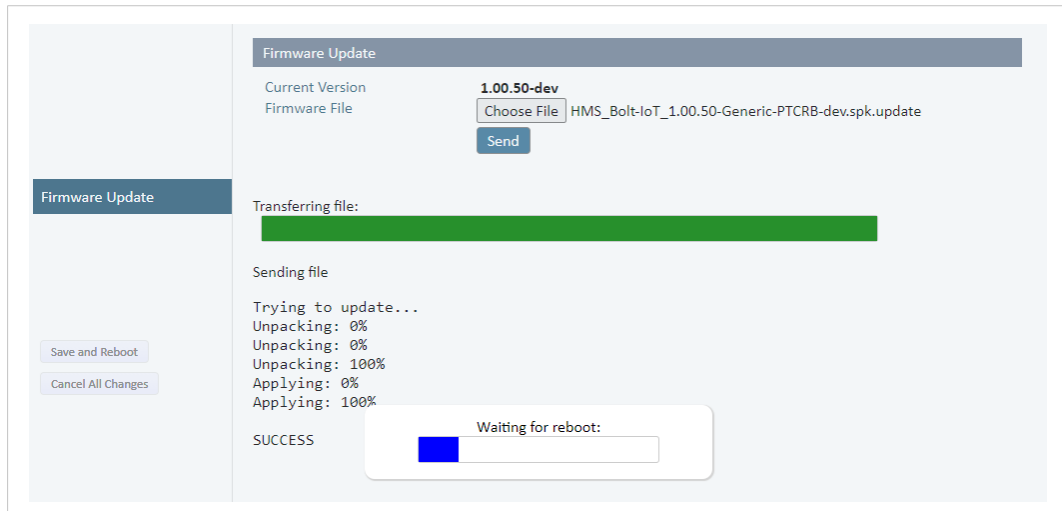 Firmware Update
Current Version 1.00.50-dev
Firmware File Choose File HMS_Bolt-IoT_1.00.50-Generic-PTCRB-dev.spk.update
Send
Firmware Update
Transferring file:
Sending file
Trying to update...
Unpacking: 0%
Unpacking: 0%
Unpacking: 100%
Applying: 0%
Applying: 100%
SUCCESS
Waiting for reboot:
Save and Reboot
Cancel All Changes